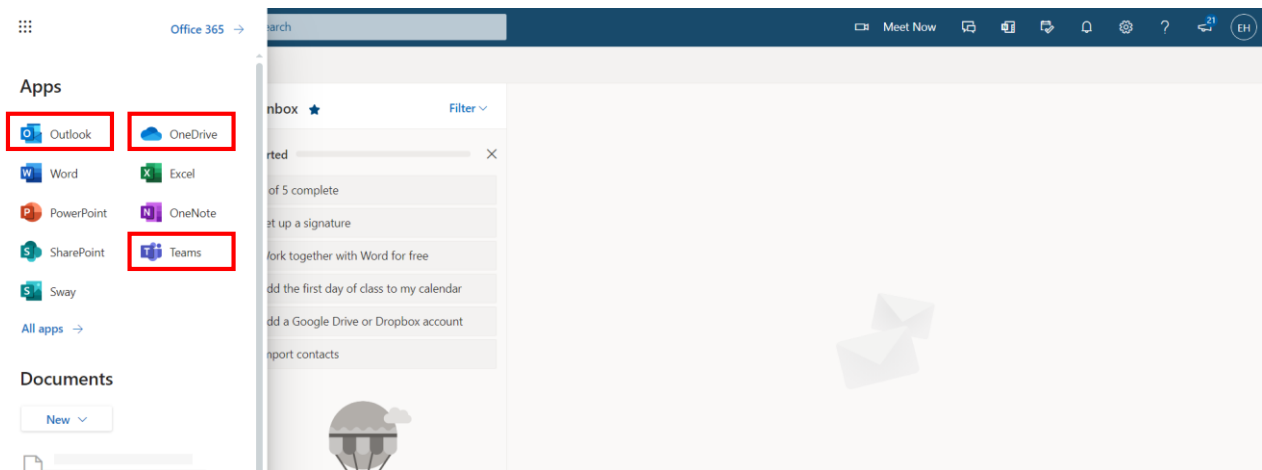 Office 365 →
earch
Meet Now
21
EH
Apps
Outlook
OneDrive
Word
Excel
PowerPoint
OneNote
SharePoint
Teams
Sway
All apps →
Documents
New
nbox
Filter
rted
of 5 complete
et up a signature
ork together with Word for free
dd the first day of class to my calendar
dd a Google Drive or Dropbox account
mport contacts